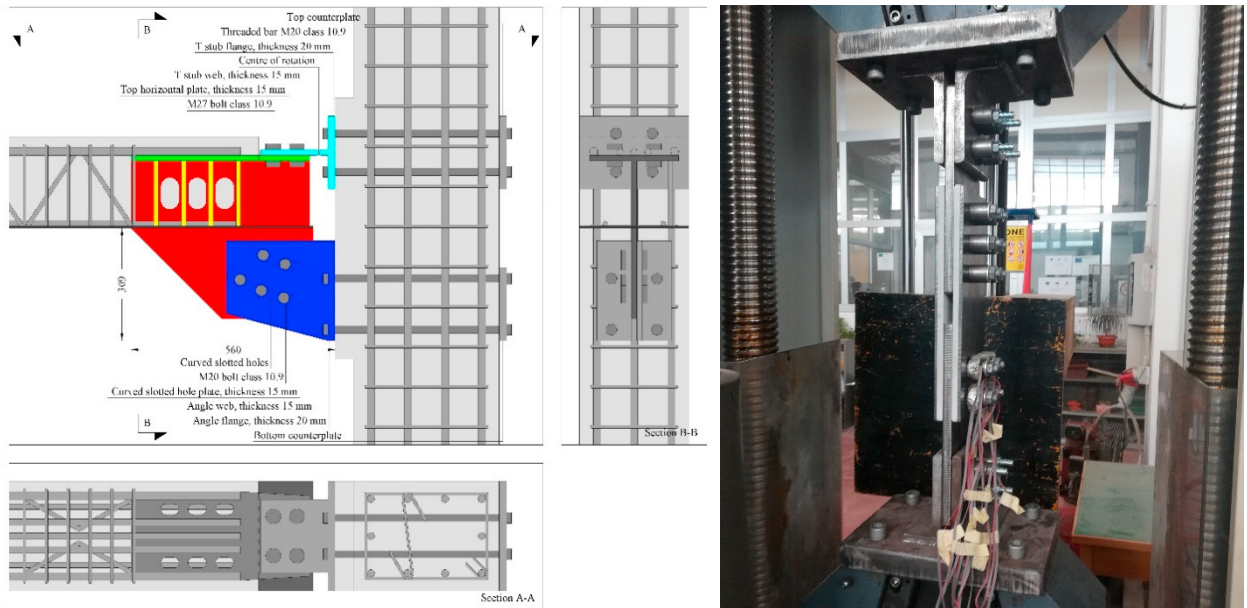 A
B
Top counterplate
A
Threaded bar M20 class 10.9
T stub flange, thickness 20 mm
Centre of rotation
T stub web, thickness 15 mm
Top horizontal plate, thickness 15 mm
M27 bolt class 10.9
309
560
Curved slotted holes
M20 bolt class 10.9
Curved slotted hole plate, thickness 15 mm
Angle web, thickness 15 mm
Angle flange, thickness 20 mm
B
Bottom counterplate
Section B-B
Section A-A
ONE